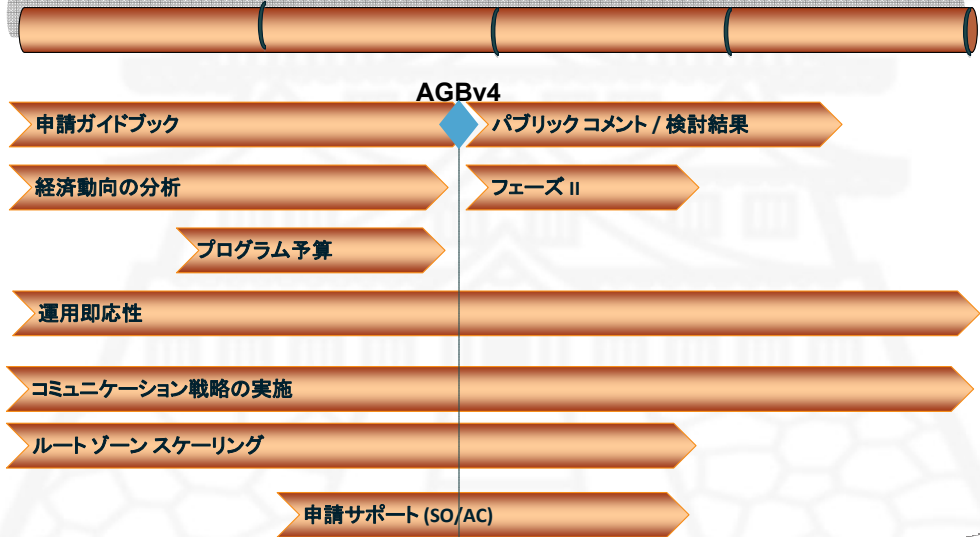 AGBv4
申請ガイドブック
パブリック コメント / 検討結果
経済動向の分析
フェーズ II
プログラム予算
運用即応性
コミュニケーション戦略の実施
ルート ゾーン スケーリング
申請サポート (SO/AC)